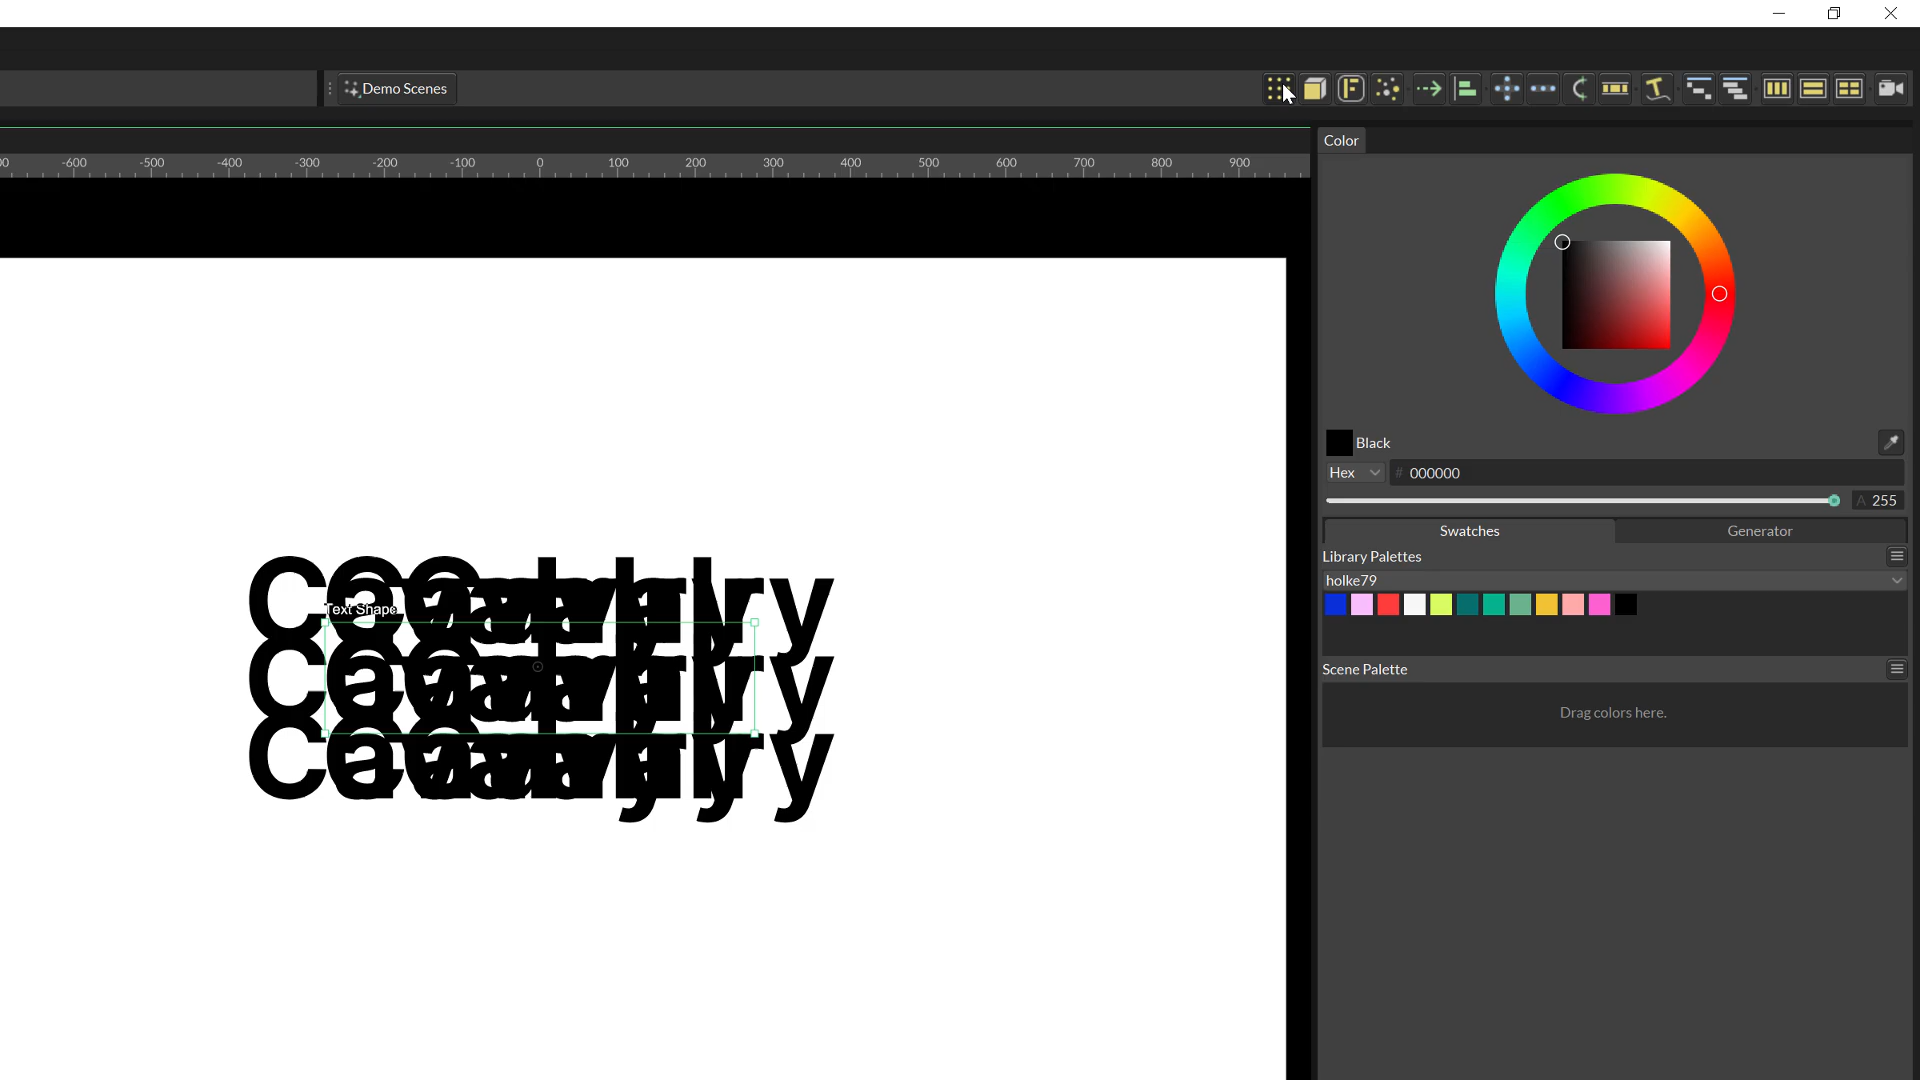 Demo Scenes
-600 -500 -400 -300 -200 -100 0 100 200 300 400 500 600 700 800 900
Color
Black
Hex # 000000
A 255
Swatches Generator
Library Palettes
holke79
Scene Palette
Drag colors here.
Text Shape